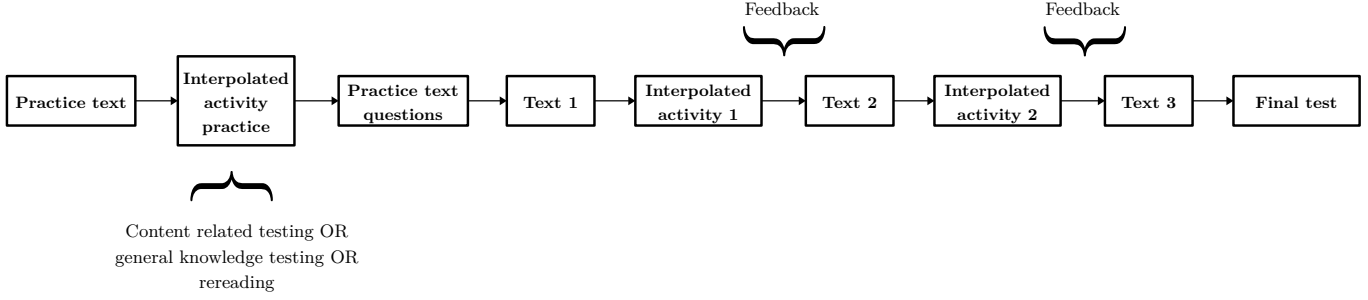 Feedback
Feedback
Practice text
Interpolated
activity
practice
Practice text
questions
Text 1
Interpolated
activity 1
Text 2
Interpolated
activity 2
Text 3
Final test
Content related testing OR
general knowledge testing OR
rereading